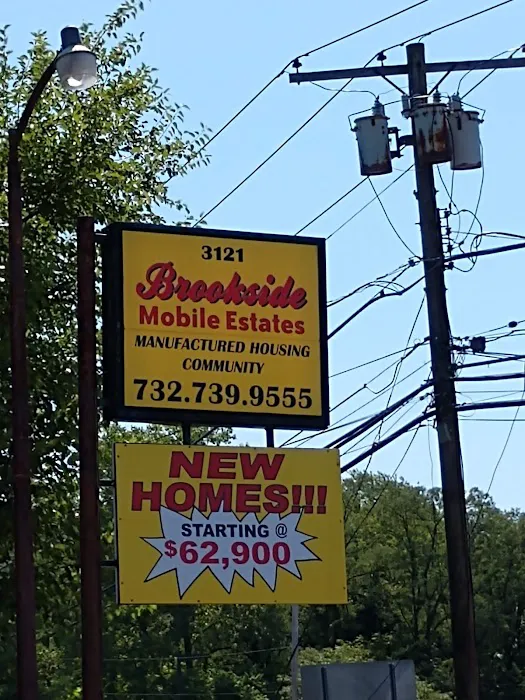 3121
Brookside
Mobile Estates
MANUFACTURED HOUSING
COMMUNITY
732.739.9555
NEW
HOMES!!!
STARTING @
$62,900